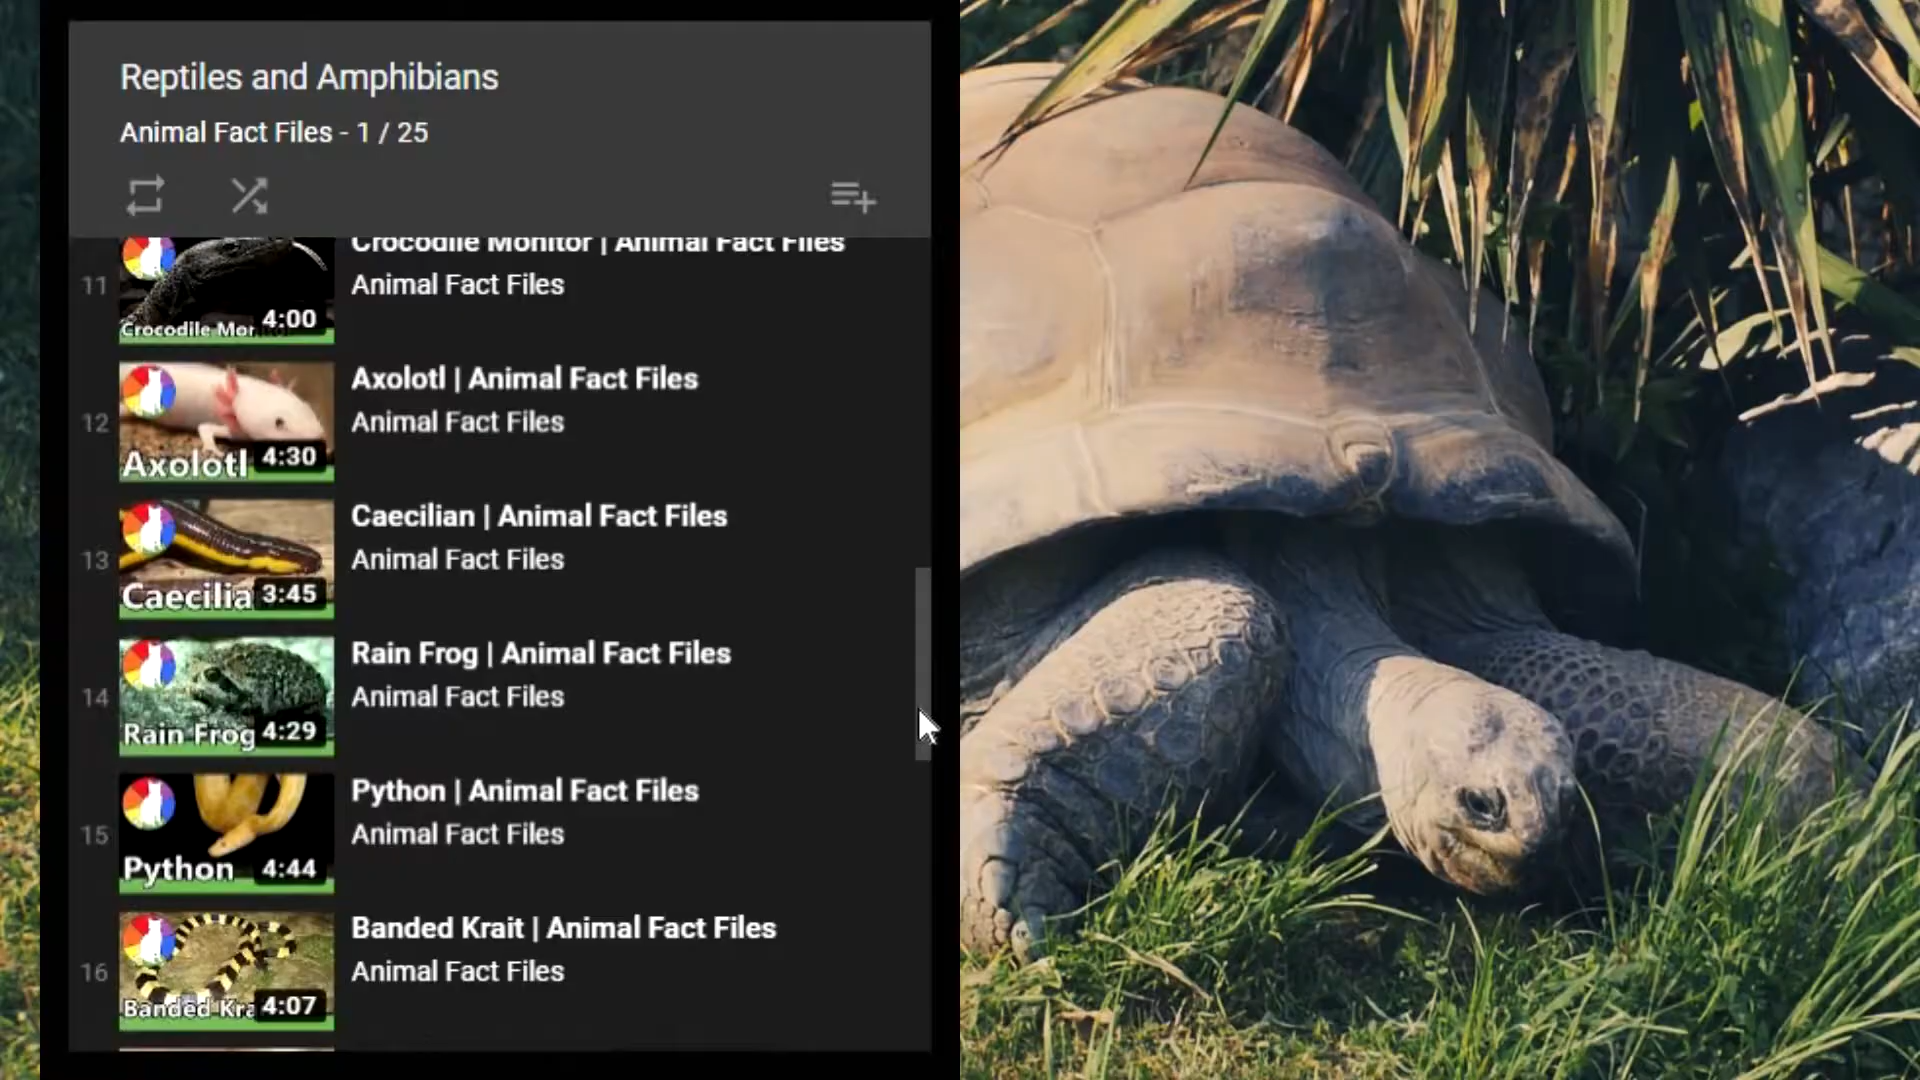 Reptiles and Amphibians
Animal Fact Files - 1 / 25
11
4:00
Crocodile Monitor | Animal Fact Files
Animal Fact Files
12
Axolotl
4:30
Axolotl | Animal Fact Files
Animal Fact Files
13
Caecilia
3:45
Caecilian | Animal Fact Files
Animal Fact Files
14
Rain Frog
4:29
Rain Frog | Animal Fact Files
Animal Fact Files
15
Python
4:44
Python | Animal Fact Files
Animal Fact Files
16
Banded Kra
4:07
Banded Krait | Animal Fact Files
Animal Fact Files